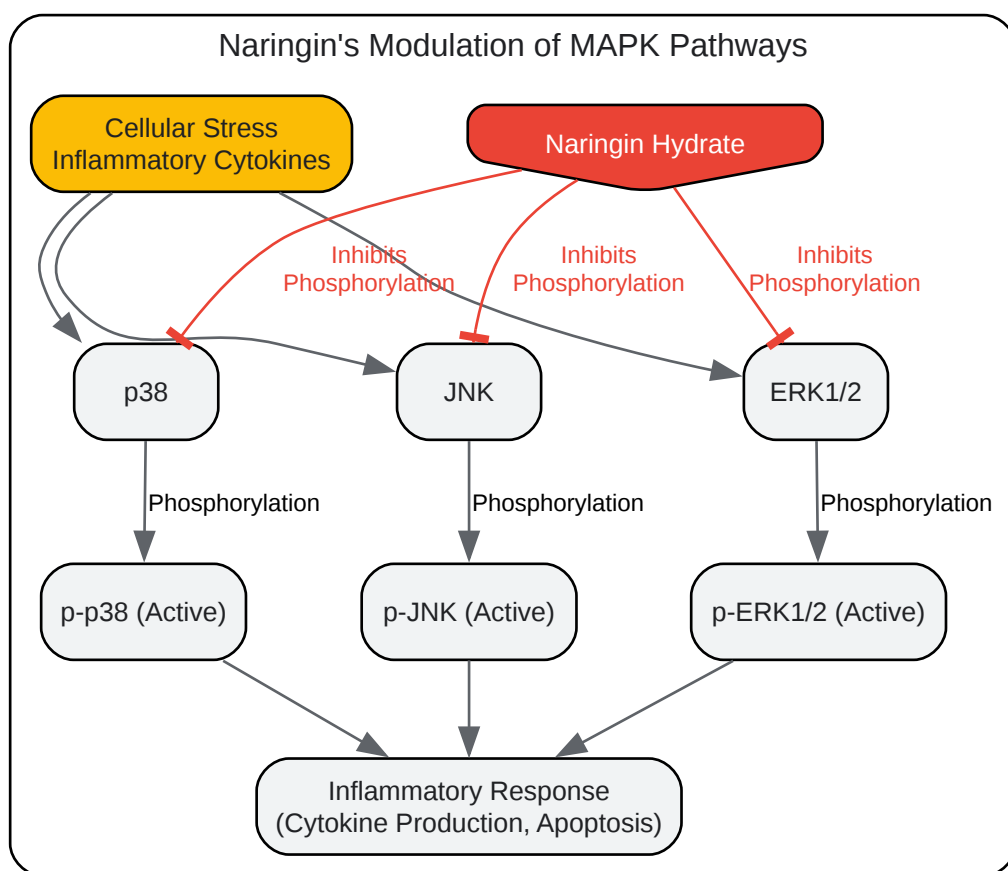 Naringin's Modulation of MAPK Pathways
Cellular Stress
Inflammatory Cytokines
Naringin Hydrate
Inhibits
Phosphorylation
Inhibits
Phosphorylation
Inhibits
Phosphorylation
p38
JNK
ERK1/2
Phosphorylation
Phosphorylation
Phosphorylation
p-p38 (Active)
p-JNK (Active)
p-ERK1/2 (Active)
Inflammatory Response
(Cytokine Production, Apoptosis)